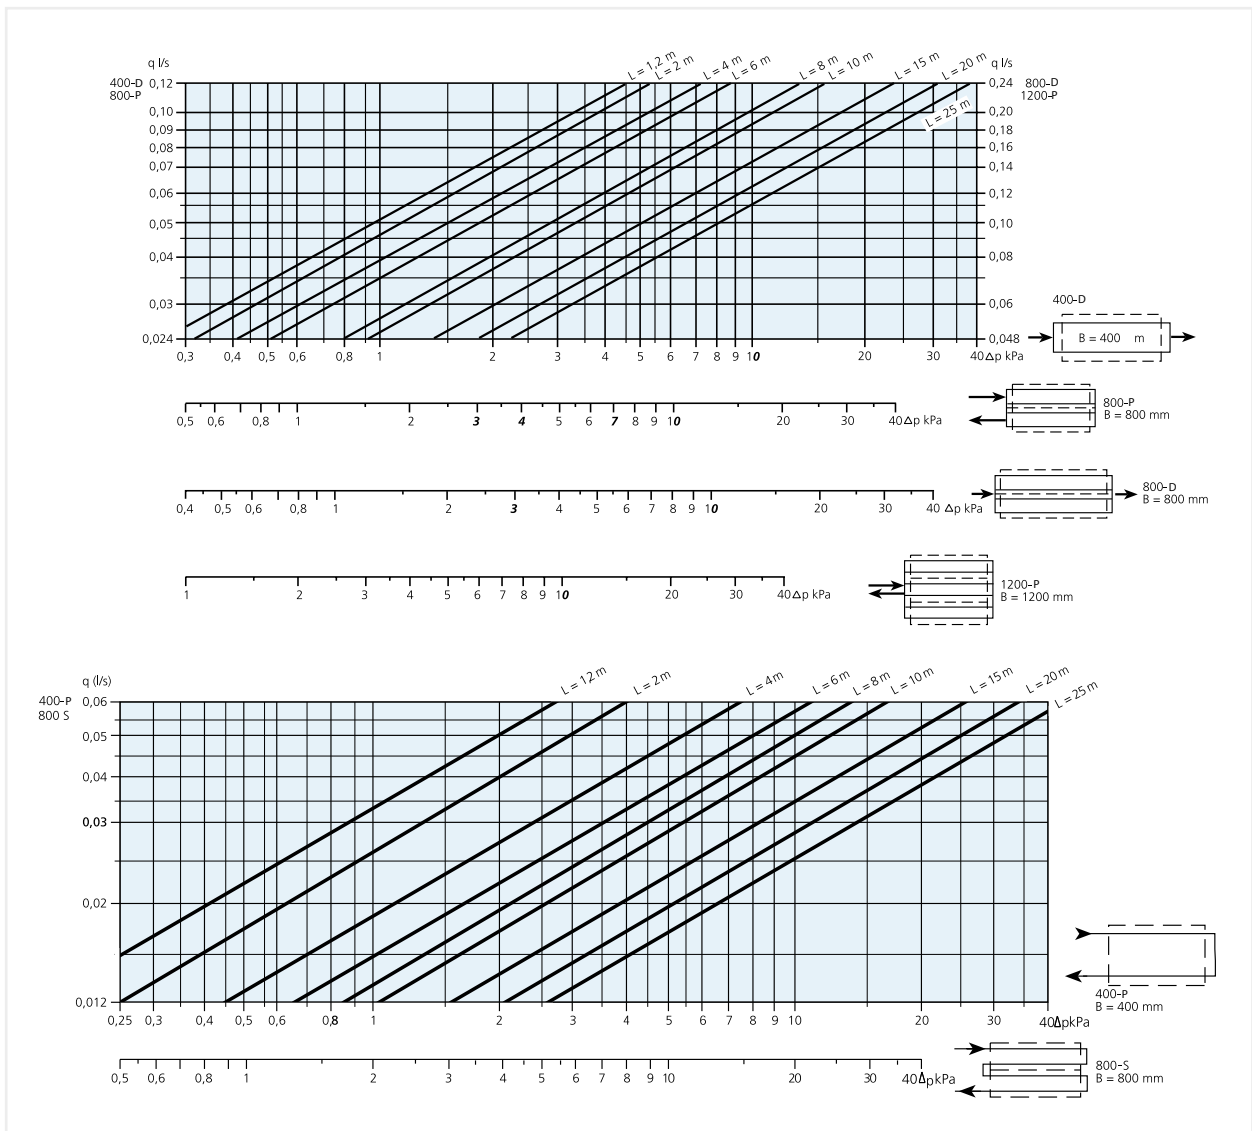 q l/s
400-D
800-P
L = 1,2 m
L = 2 m
L = 4 m
L = 6 m
L = 8 m
L = 10 m
L = 15 m
L = 20 m
L = 25 m
q l/s
800-D
1200-P
0,12
0,10
0,09
0,08
0,07
0,06
0,05
0,04
0,03
0,024
0,24
0,20
0,18
0,16
0,14
0,12
0,10
0,08
0,06
0,048
0,3 0,4 0,5 0,6 0,8 1 2 3 4 5 6 7 8 9 10 20 30 40 Δp kPa
400-D
B = 400 m
0,5 0,6 0,8 1 2 3 4 5 6 7 8 9 10 20 30 40 Δp kPa
800-P
B = 800 mm
0,4 0,5 0,6 0,8 1 2 3 4 5 6 7 8 9 10 20 30 40 Δp kPa
800-D
B = 800 mm
1 2 3 4 5 6 7 8 9 10 20 30 40 Δp kPa
1200-P
B = 1200 mm
q (l/s)
400-P
800 S
L = 1,2 m
L = 2 m
L = 4 m
L = 6 m
L = 8 m
L = 10 m
L = 15 m
L = 20 m
L = 25 m
0,06
0,05
0,04
0,03
0,02
0,012
0,25 0,3 0,4 0,5 0,6 0,8 1 2 3 4 5 6 7 8 9 10 20 30 40 ΔpkPa
400-P
B = 400 mm
0,5 0,6 0,8 1 2 3 4 5 6 7 8 9 10 20 30 40 ΔpkPa
800-S
B = 800 mm